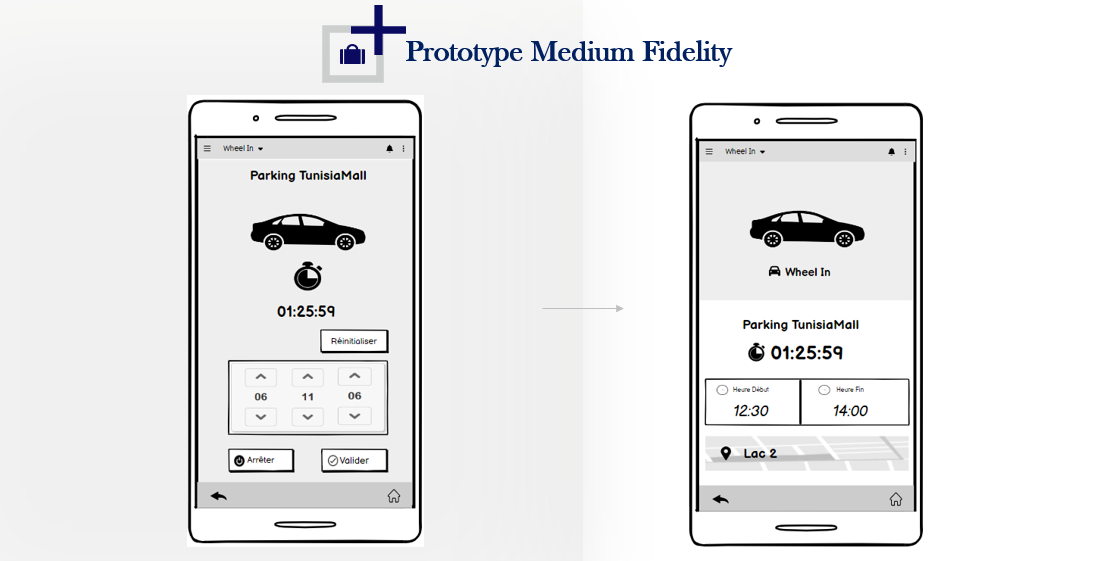 Prototype Medium Fidelity
Wheel In
Parking TunisiaMall
01:25:59
Réinitialiser
06 11 06
Arrêter Valider
Wheel In
Wheel In
Parking TunisiaMall
01:25:59
Heure Début Heure Fin
12:30 14:00
Lac 2